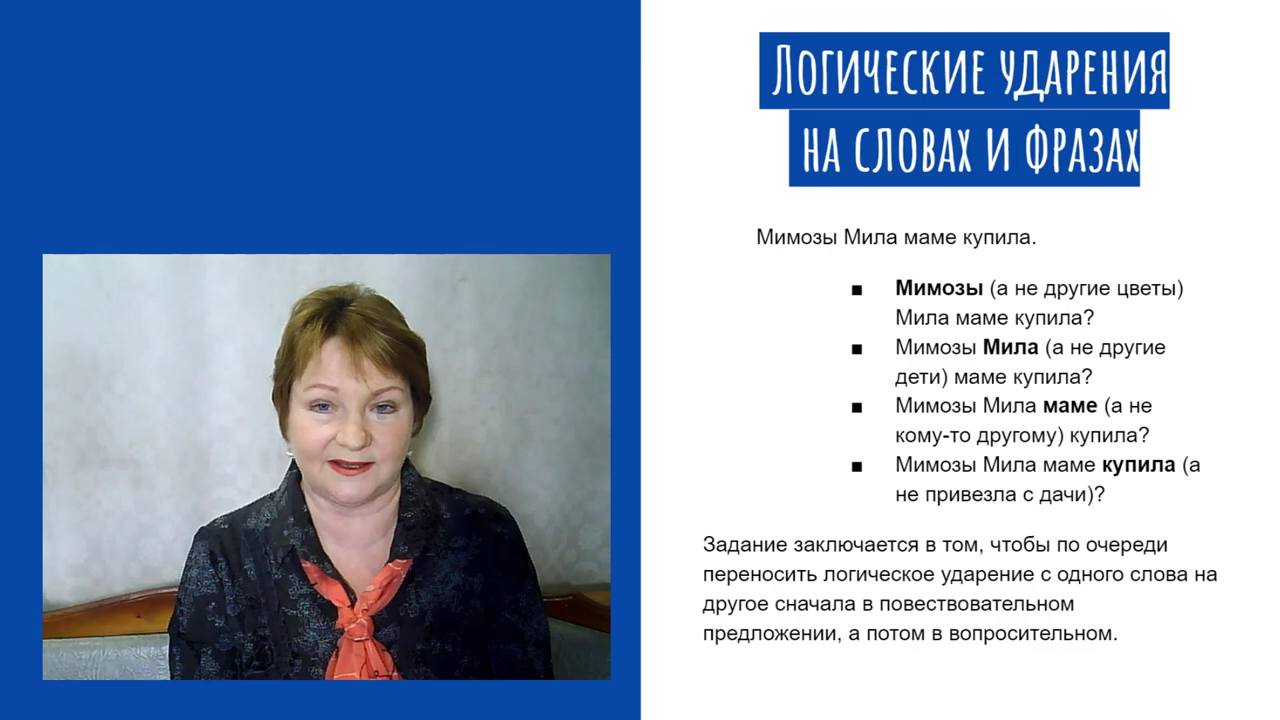 Логические ударения
на словах и фразах
Мимозы Мила маме купила.
■ Мимозы (а не другие цветы)
Мила маме купила?
■ Мимозы Мила (а не другие
дети) маме купила?
■ Мимозы Мила маме (а не
кому-то другому) купила?
■ Мимозы Мила маме купила (а
не привезла с дачи)?
Задание заключается в том, чтобы по очереди
переносить логическое ударение с одного слова на
другое сначала в повествовательном
предложении, а потом в вопросительном.